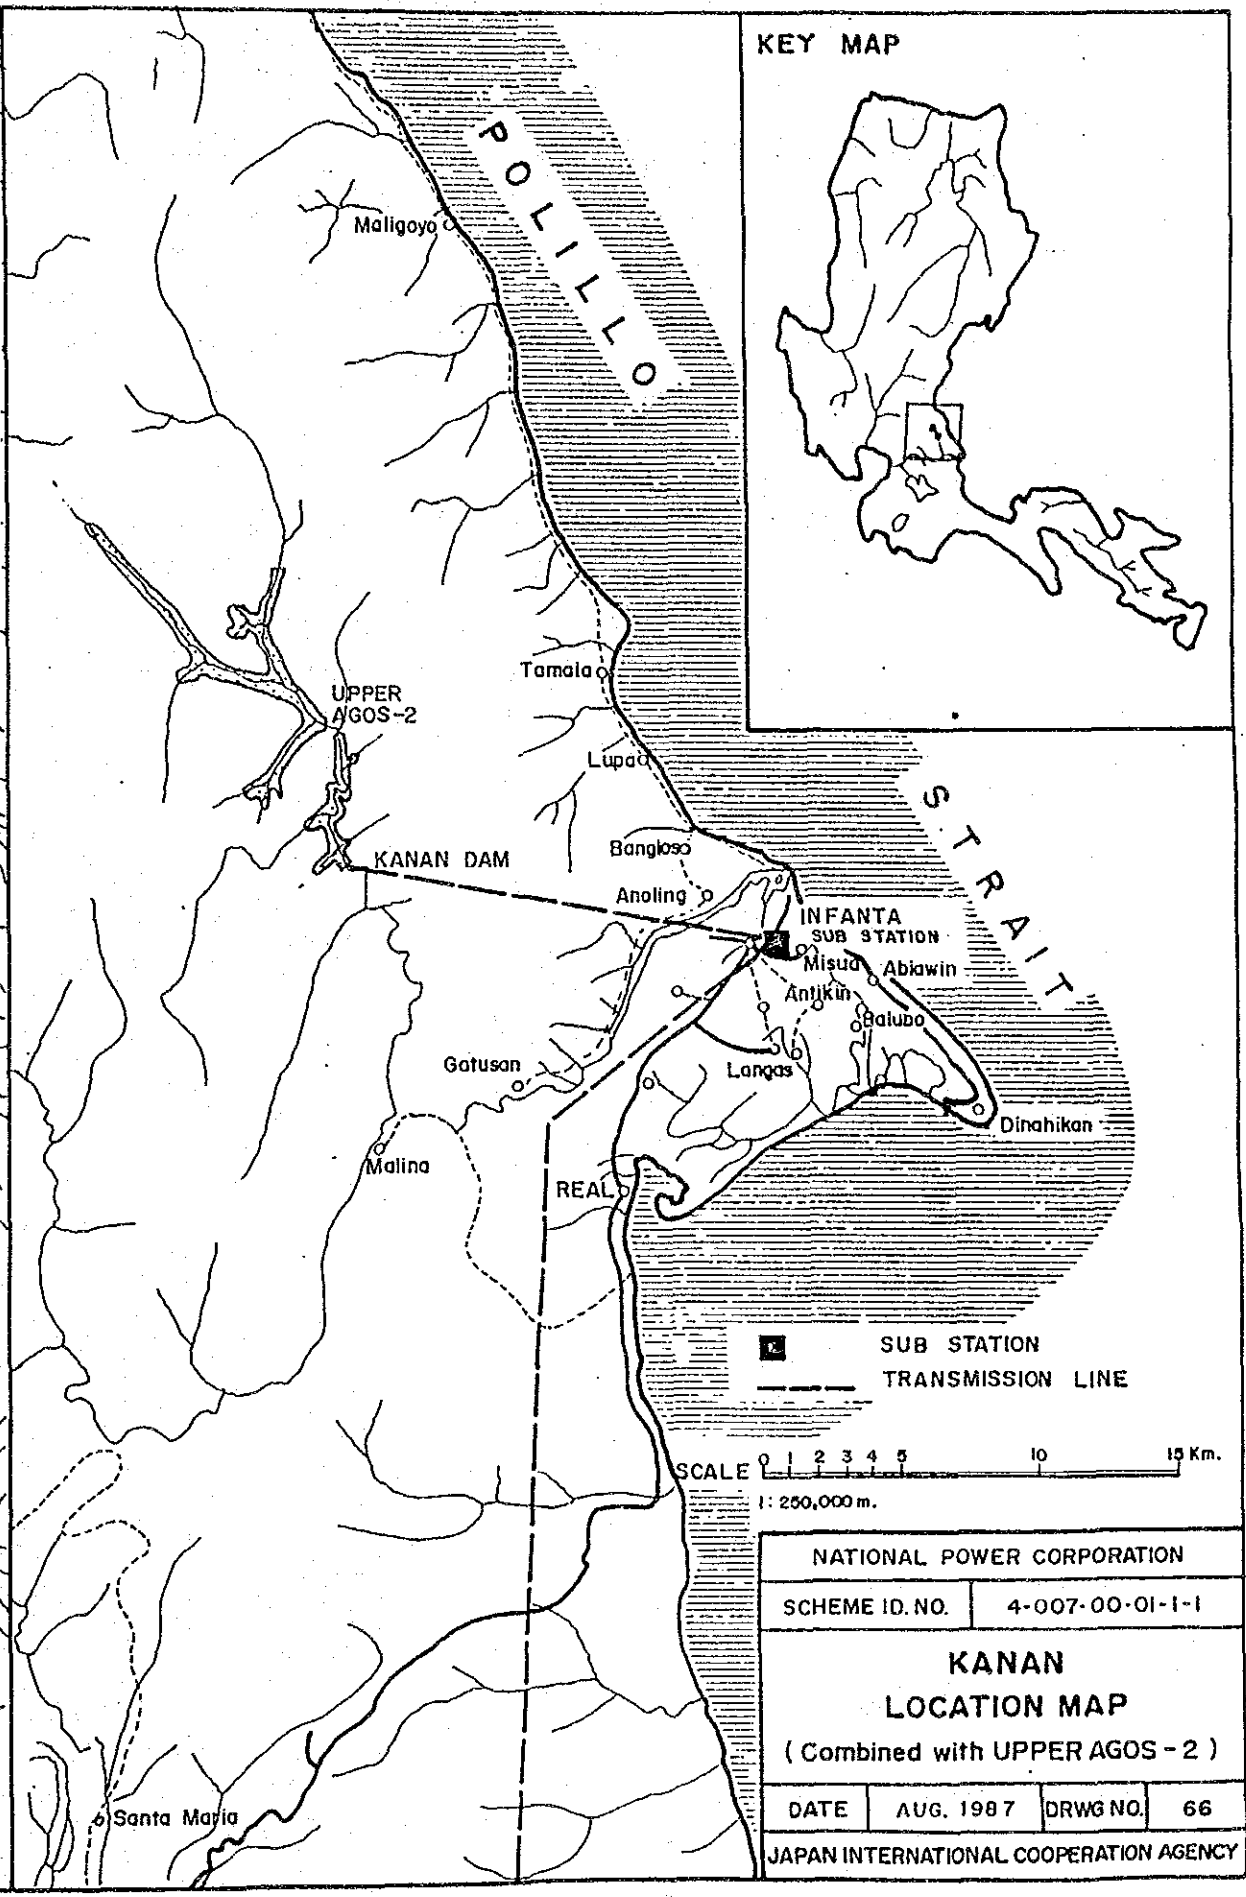 KEY MAP
POLILLO
Maligoyo
UPPER
AGOS-2
Tamala
Lupa
Bangloso
STRAIT
KANAN DAM
Anoling
INFANTA
SUB STATION
Misua
Abiawin
Antikin
Balubo
Gatusan
Langas
Dinahikan
Malina
REAL
SUB STATION
TRANSMISSION LINE
SCALE 0 1 2 3 4 5 10 15 Km.
1: 250,000 m.
NATIONAL POWER CORPORATION
SCHEME ID. NO. 4-007-00-01-1-1
KANAN
LOCATION MAP
( Combined with UPPER AGOS - 2 )
Santa Maria
DATE AUG. 1987 DRWG NO. 66
JAPAN INTERNATIONAL COOPERATION AGENCY